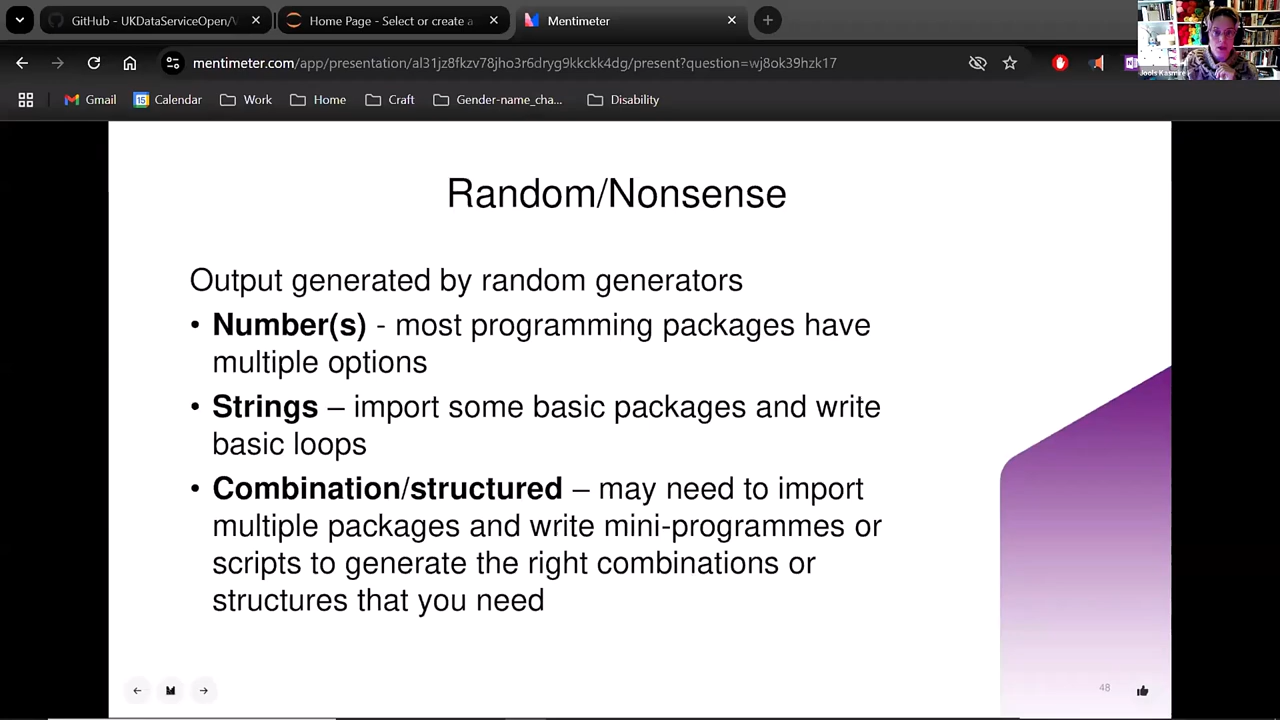 GitHub - UKDataServiceOpen/
Home Page - Select or create a
Mentimeter
mentimeter.com/app/presentation/al31jz8fkzv78jho3r6dryg9kkckk4dg/present?question=wj8ok39hzk17
Gmail
Calendar
Work
Home
Craft
Gender-name_cha...
Disability
Random/Nonsense
Output generated by random generators
• Number(s) - most programming packages have
multiple options
• Strings – import some basic packages and write
basic loops
• Combination/structured – may need to import
multiple packages and write mini-programmes or
scripts to generate the right combinations or
structures that you need
48